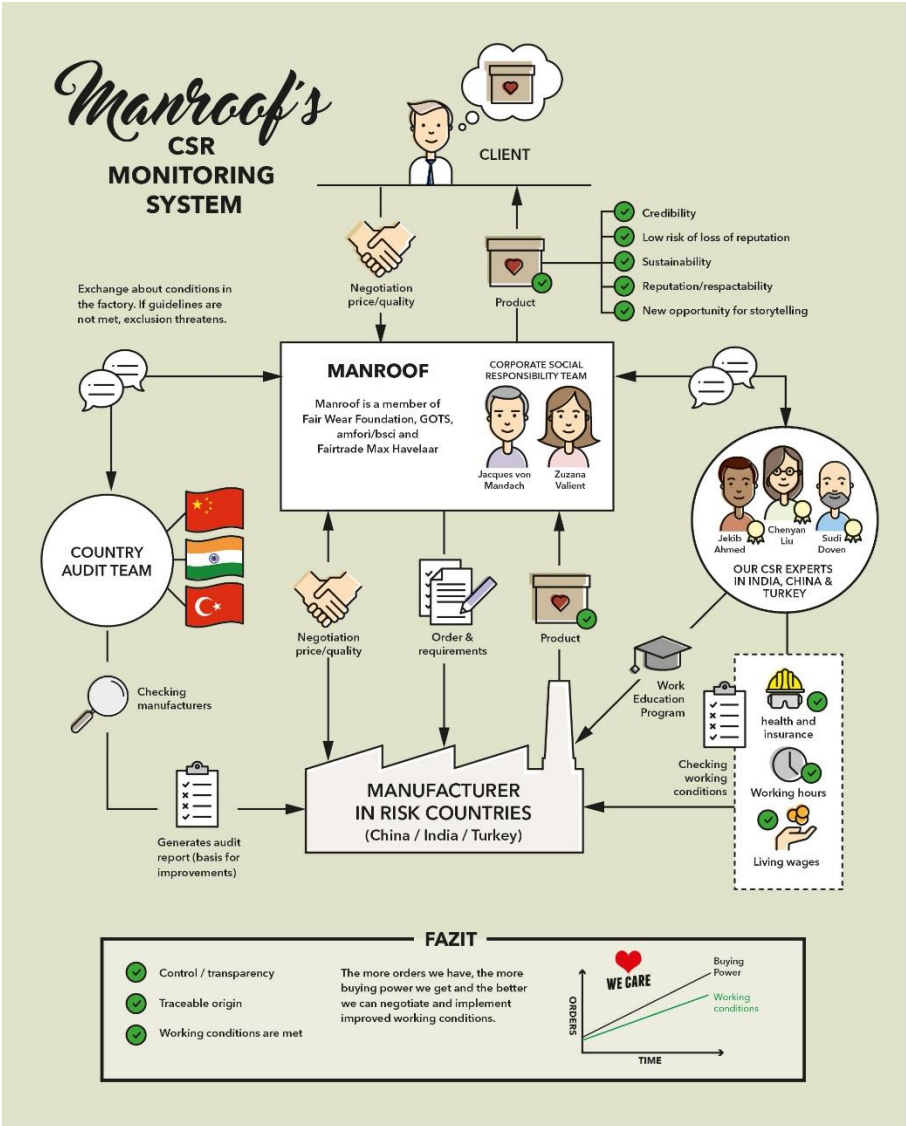 Manroof's
CSR
MONITORING
SYSTEM
CLIENT
Negotiation
price/quality
Product
Credibility
Low risk of loss of reputation
Sustainability
Reputation/respactability
New opportunity for storytelling
Exchange about conditions in
the factory. If guidelines are
not met, exclusion threatens.
MANROOF
Manroof is a member of
Fair Wear Foundation, GOTS,
amfori/bsci and
Fairtrade Max Havelaar
CORPORATE SOCIAL
RESPONSIBILITY TEAM
Jacques von
Mandach
Zuzana
Valient
COUNTRY
AUDIT TEAM
Jekib
Ahmed
Chenyan
Liu
Sudi
Doven
OUR CSR EXPERTS
IN INDIA, CHINA &
TURKEY
Negotiation
price/quality
Order &
requirements
Product
Work
Education
Program
Checking
manufacturers
health and
insurance
Checking
working
conditions
Working hours
Living wages
Generates audit
report (basis for
improvements)
MANUFACTURER
IN RISK COUNTRIES
(China / India / Turkey)
FAZIT
Control / transparency
Traceable origin
Working conditions are met
The more orders we have, the more
buying power we get and the better
we can negotiate and implement
improved working conditions.
WE CARE
Buying
Power
Working
conditions
ORDERS
TIME